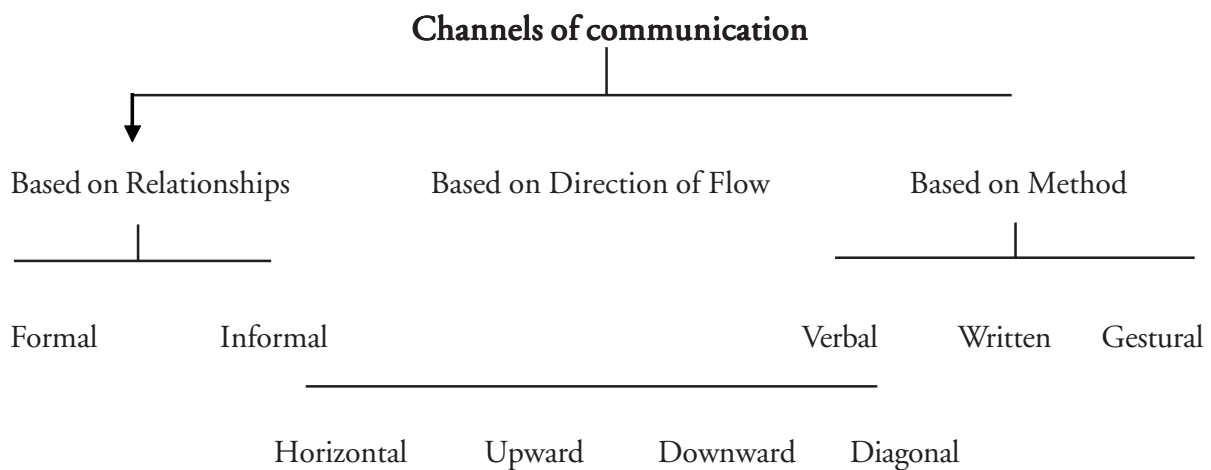 Channels of communication
Based on Relationships Based on Direction of Flow Based on Method
Formal Informal Verbal Written Gestural
Horizontal Upward Downward Diagonal